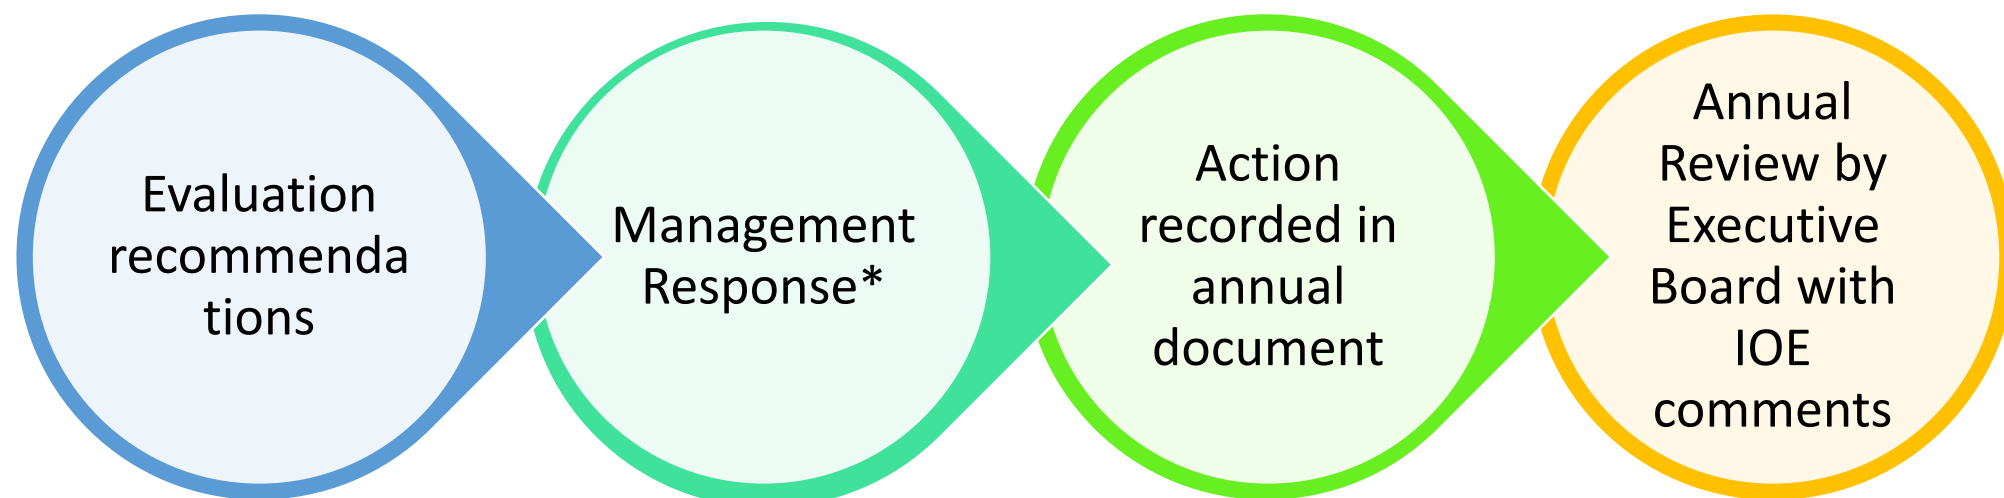 Evaluation
recommenda
tions
Management
Response*
Action
recorded in
annual
document
Annual
Review by
Executive
Board with
IOE
comments